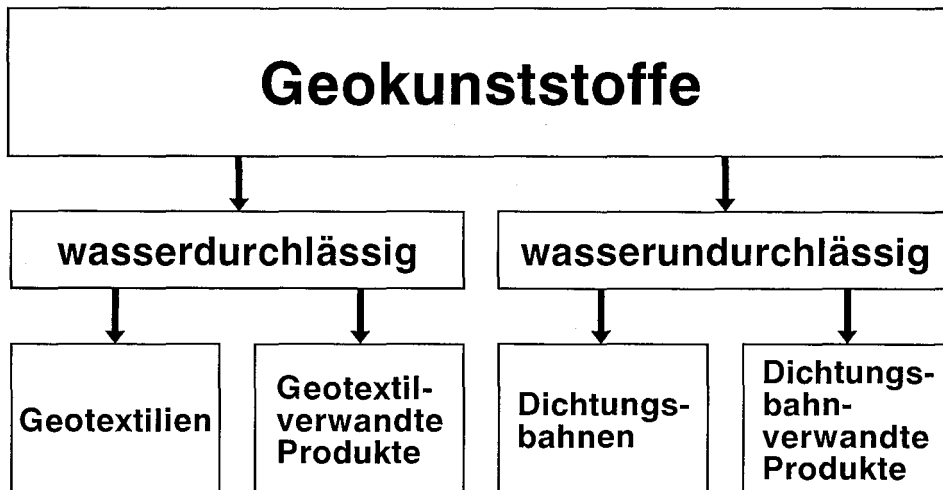 Geokunststoffe
wasserdurchlässig
wasserundurchlässig
Geotextilien
Geotextil-
verwandte
Produkte
Dichtungs-
bahnen
Dichtungs-
bahn-
verwandte
Produkte